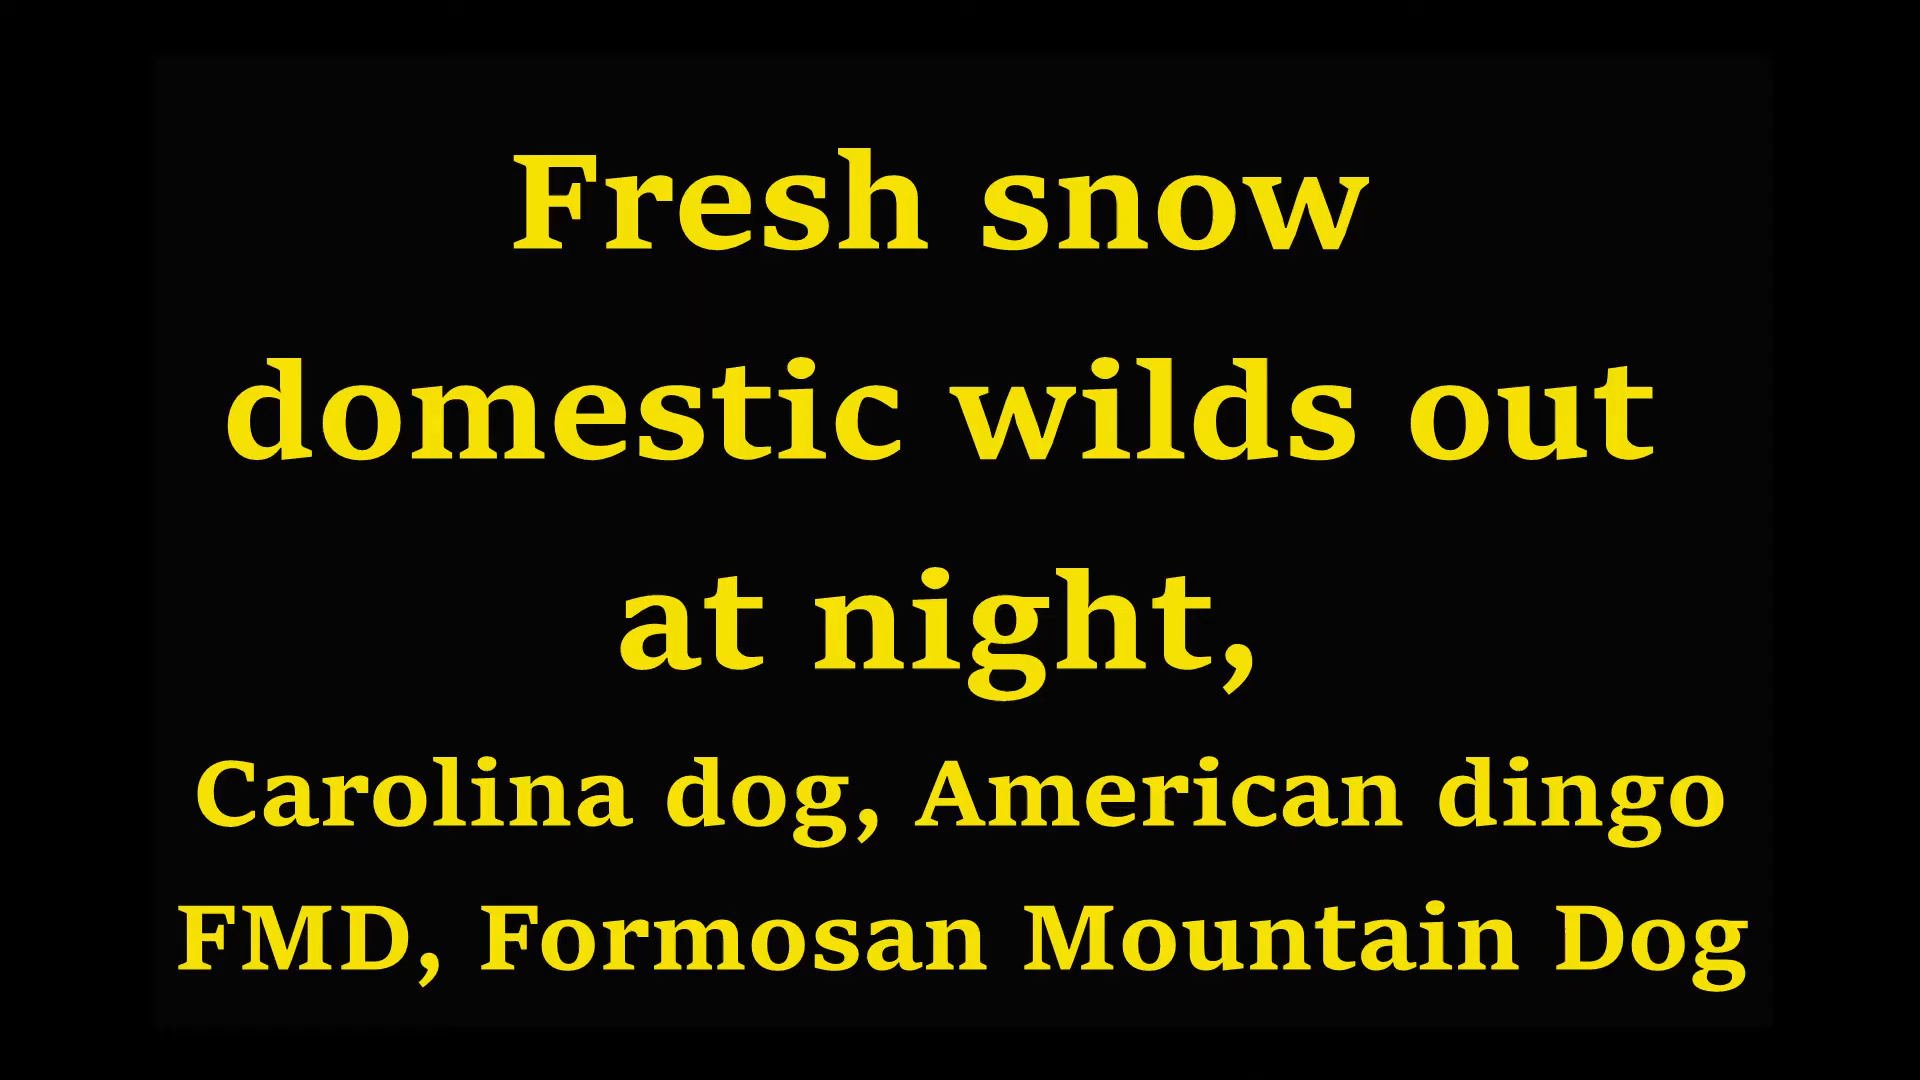 Fresh snow
domestic wilds out
at night,
Carolina dog, American dingo
FMD, Formosan Mountain Dog